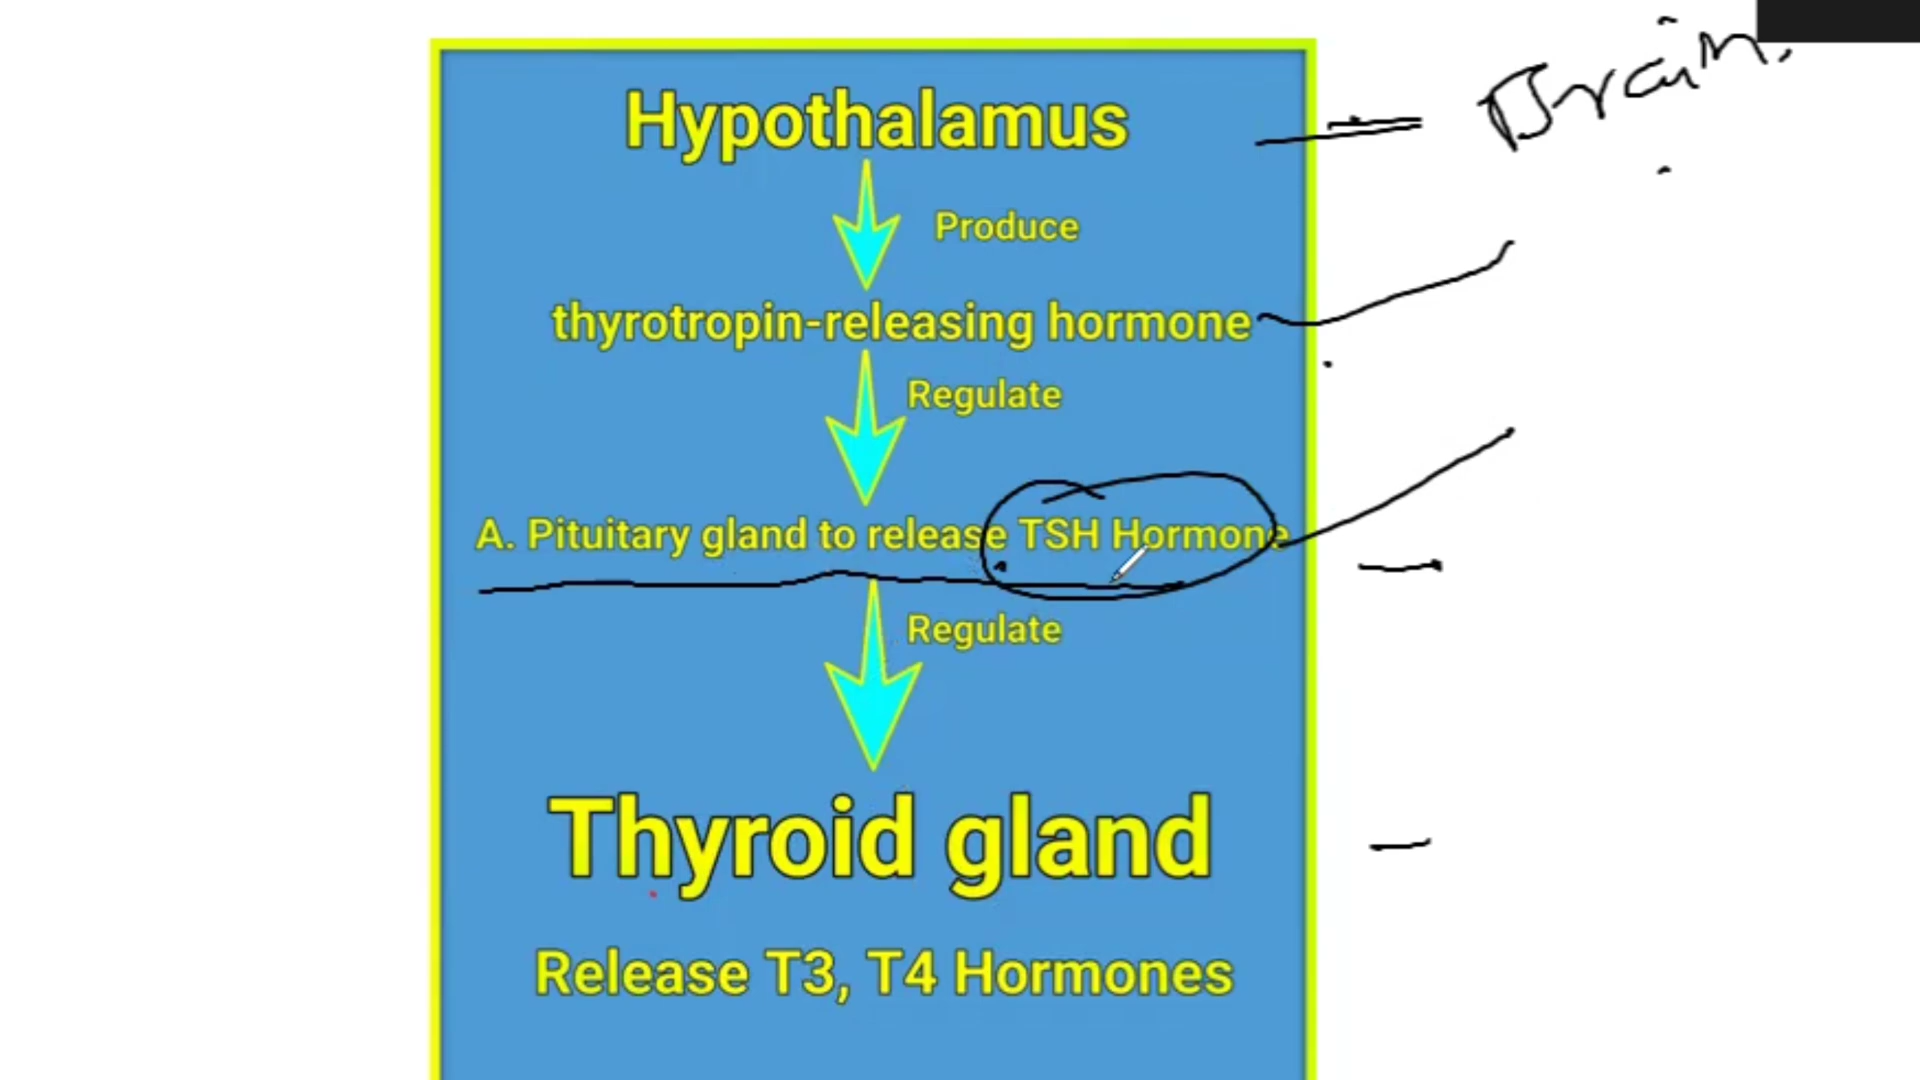 Hypothalamus
Brain.
Produce
thyrotropin-releasing hormone
Regulate
A. Pituitary gland to release TSH Hormone
Regulate
Thyroid gland
Release T3, T4 Hormones